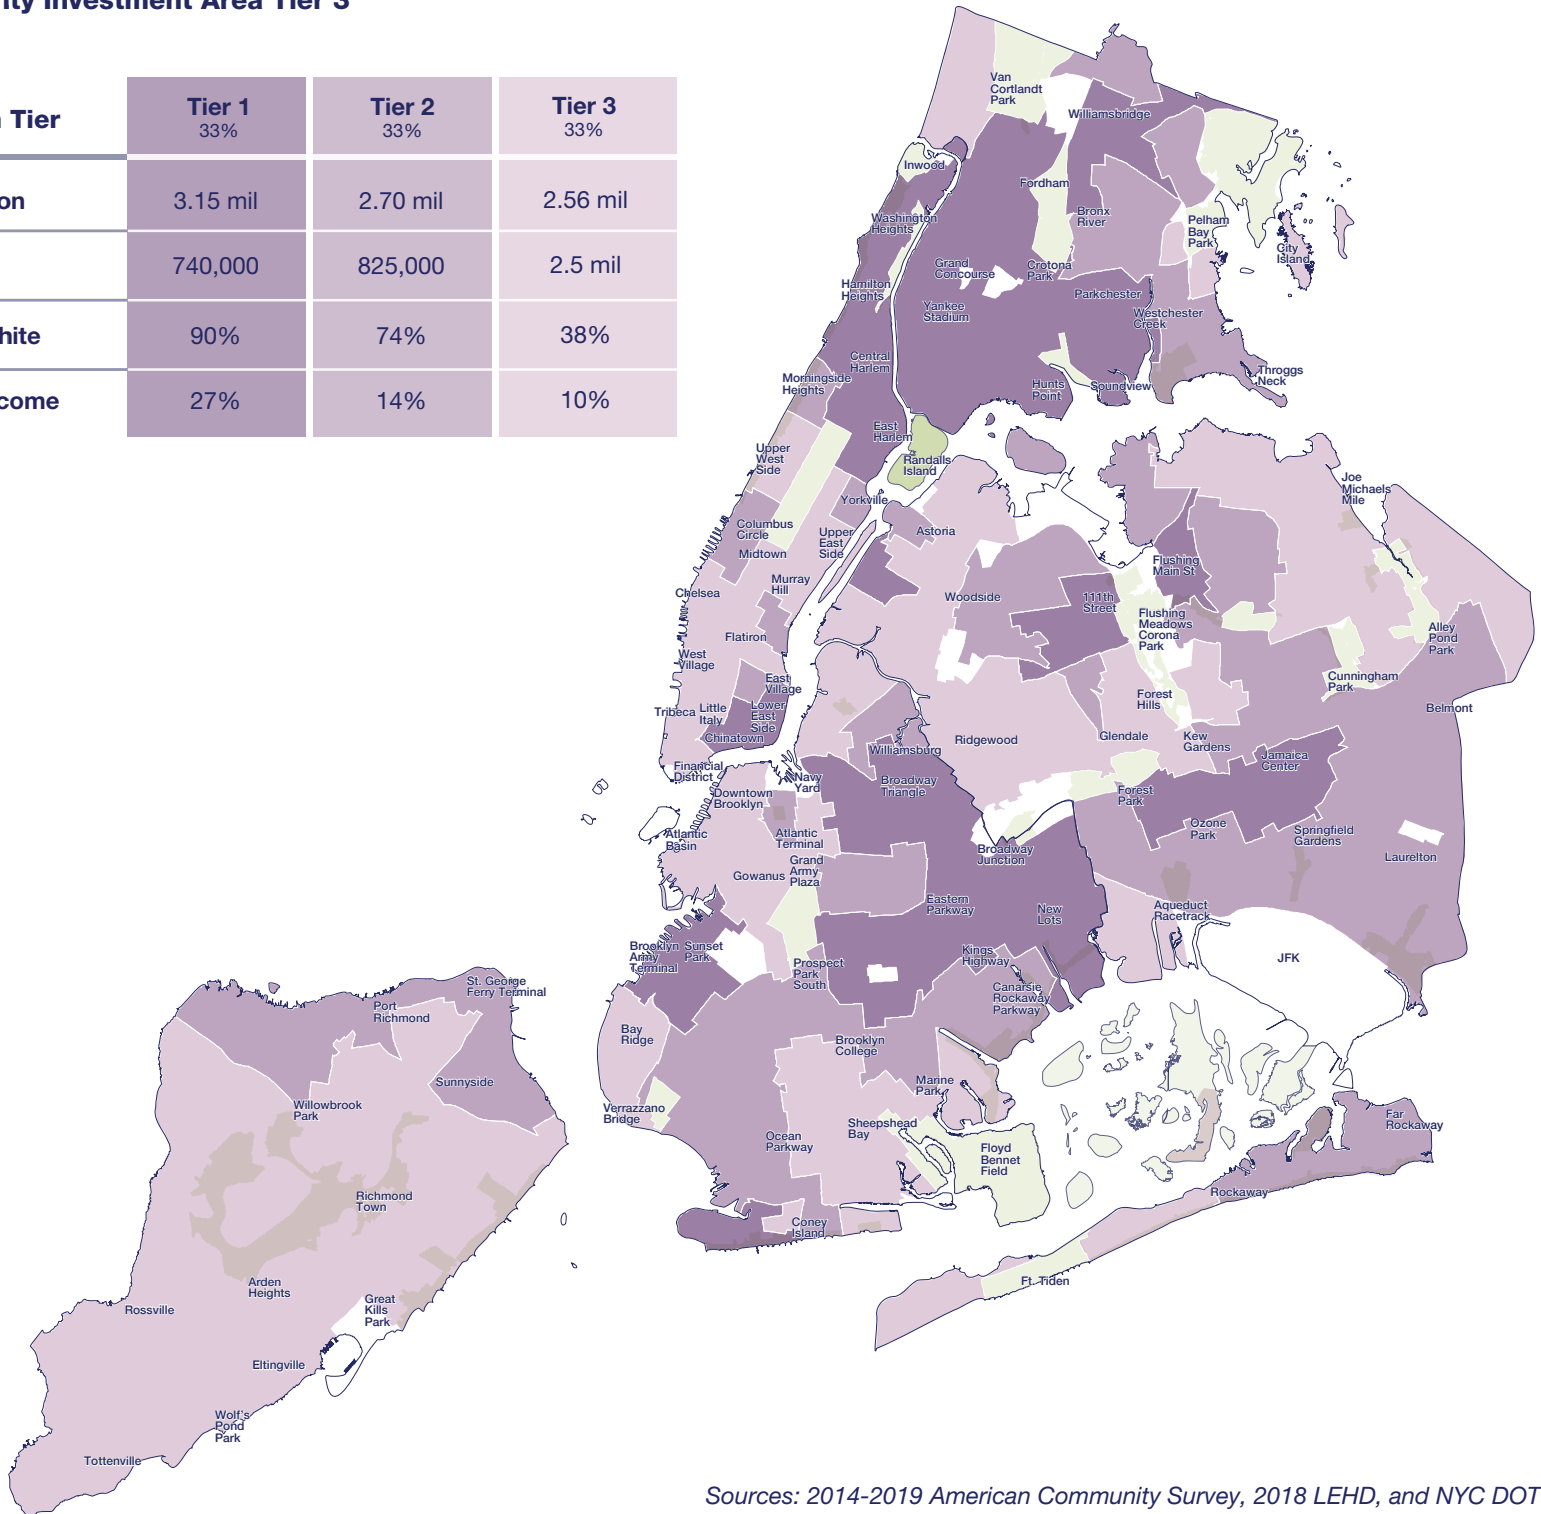 Investment Area Tier 3
Tier
Tier 1
33%
Tier 2
33%
Tier 3
33%
3.15 mil
2.70 mil
2.56 mil
740,000
825,000
2.5 mil
90%
74%
38%
27%
14%
10%
Van
Cortlandt
Park
Williamsbridge
Inwood
Fordham
Washington
Heights
Bronx
River
Pelham
Bay
Park
City
Island
Grand
Concourse
Crotona
Park
Hamilton
Heights
Parkchester
Yankee
Stadium
Westchester
Creek
Central
Harlem
Morningside
Heights
Hunts
Point
Soundview
Throggs
Neck
East
Harlem
Randalls
Island
Upper
West
Side
Joe
Michaels
Mile
Yorkville
Columbus
Circle
Upper
East
Side
Astoria
Midtown
Flushing
Main St
Murray
Hill
Chelsea
Woodside
111th
Street
Flushing
Meadows
Corona
Park
Flatiron
Alley
Pond
Park
West
Village
East
Village
Cunningham
Park
Forest
Hills
Tribeca
Little
Italy
Lower
East
Side
Belmont
Chinatown
Williamsburg
Ridgewood
Glendale
Kew
Gardens
Jamaica
Center
Financial
District
Navy
Yard
Broadway
Triangle
Downtown
Brooklyn
Forest
Park
Atlantic
Basin
Atlantic
Terminal
Ozone
Park
Springfield
Gardens
Broadway
Junction
Laurelton
Gowanus
Grand
Army
Plaza
Eastern
Parkway
New
Lots
Aqueduct
Racetrack
Brooklyn
Army
Terminal
Sunset
Park
Kings
Highway
JFK
Prospect
Park
South
Canarsie
Rockaway
Parkway
St. George
Ferry Terminal
Port
Richmond
Bay
Ridge
Brooklyn
College
Sunnyside
Marine
Park
Willowbrook
Park
Verrazzano
Bridge
Sheepshead
Bay
Far
Rockaway
Ocean
Parkway
Floyd
Bennet
Field
Richmond
Town
Rockaway
Coney
Island
Arden
Heights
Ft. Tiden
Rossville
Great
Kills
Park
Eltingville
Wolf's
Pond
Park
Tottenville
Sources: 2014-2019 American Community Survey, 2018 LEHD, and NYC DOT